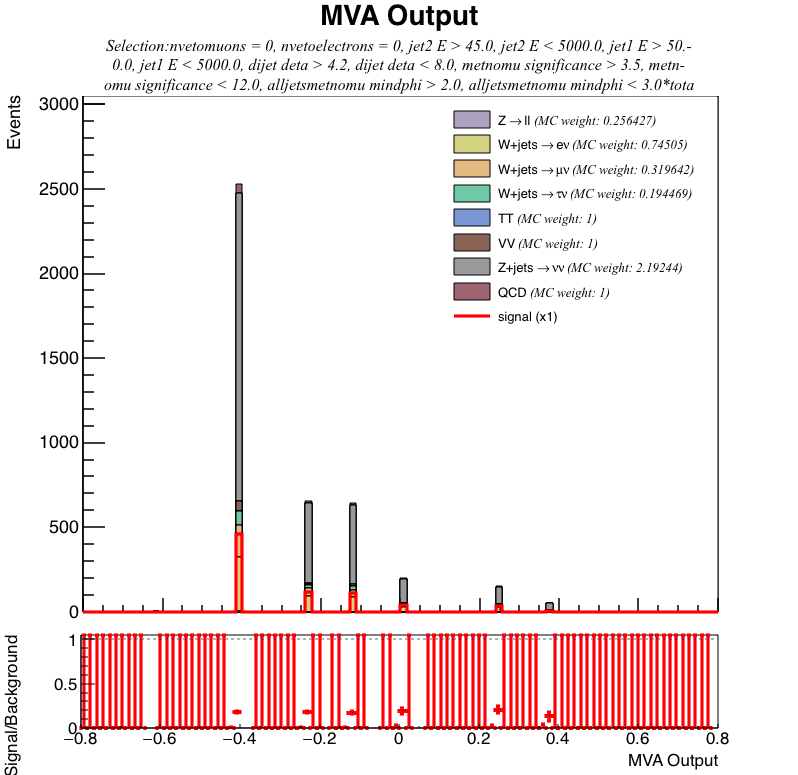 MVA Output
Selection:nvetomuons = 0, nvetoelectrons = 0, jet2 E > 45.0, jet2 E < 5000.0, jet1 E > 50.-
0.0, jet1 E < 5000.0, dijet deta > 4.2, dijet deta < 8.0, metnomu significance > 3.5, metn-
omu significance < 12.0, alljetsmetnomu mindphi > 2.0, alljetsmetnomu mindphi < 3.0*tota
Events
3000
2500
2000
1500
1000
500
0
Z→ll (MC weight: 0.256427)
W+jets→eν (MC weight: 0.74505)
W+jets→μν (MC weight: 0.319642)
W+jets→τν (MC weight: 0.194469)
TT (MC weight: 1)
VV (MC weight: 1)
Z+jets→νν (MC weight: 2.19244)
QCD (MC weight: 1)
signal (x1)
Signal/Background
1
0.5
0
−0.8 −0.6 −0.4 −0.2 0 0.2 0.4 0.6 0.8
MVA Output